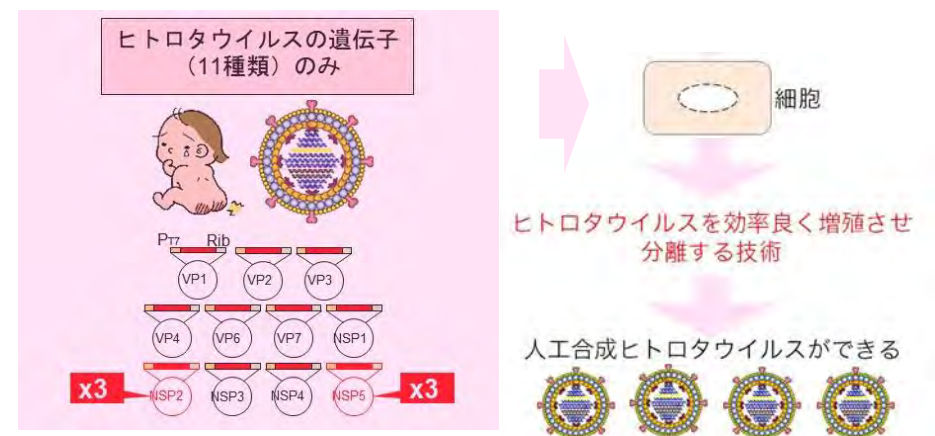 ヒトロタウイルスの遺伝子
（11種類）のみ
PT7 Rib
VP1 VP2 VP3
VP4 VP6 VP7 NSP1
x3 NSP2 NSP3 NSP4 NSP5 x3
細胞
ヒトロタウイルスを効率良く増殖させ
分離する技術
人工合成ヒトロタウイルスができる